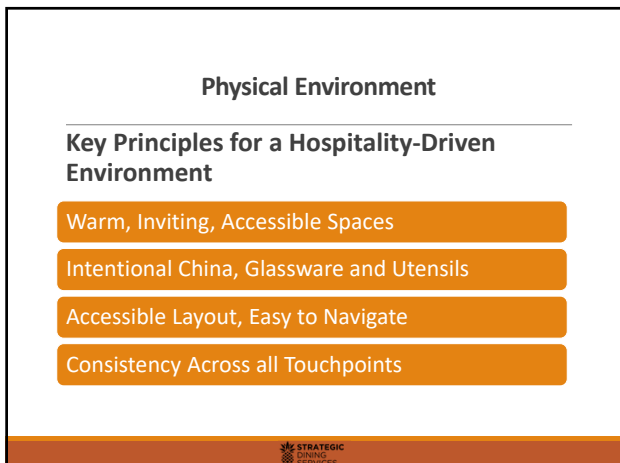 Physical Environment
Key Principles for a Hospitality-Driven
Environment
Warm, Inviting, Accessible Spaces
Intentional China, Glassware and Utensils
Accessible Layout, Easy to Navigate
Consistency Across all Touchpoints
STRATEGIC
DINING
SERVICES